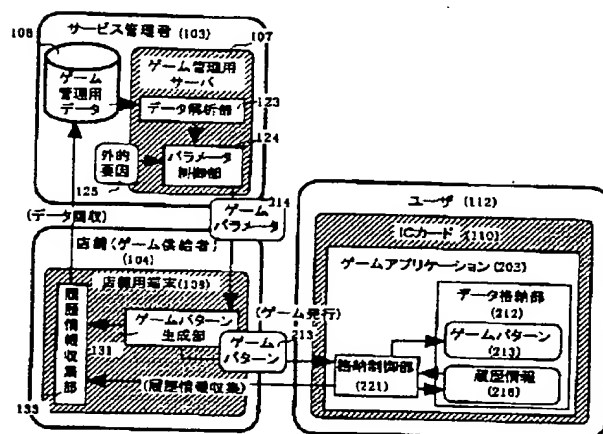 サービス管理者 (103)
108
107
ゲーム
管理用
データ
ゲーム管理用
サーバ
データ解析部
123
124
外的
要因
パラメータ
制御部
125
(データ回収)
214
ゲーム
パラメータ
店舗(ゲーム供給者)
(104)
店舗用端末(109)
履歴情報収集部
131
ゲームパターン
生成部
(ゲーム発行)
213
ゲーム
パターン
(履歴情報収集)
133
ユーザ (112)
ICカード (110)
ゲームアプリケーション(203)
データ格納部
(212)
ゲームパターン
(213)
格納制御部
(221)
履歴情報
(216)